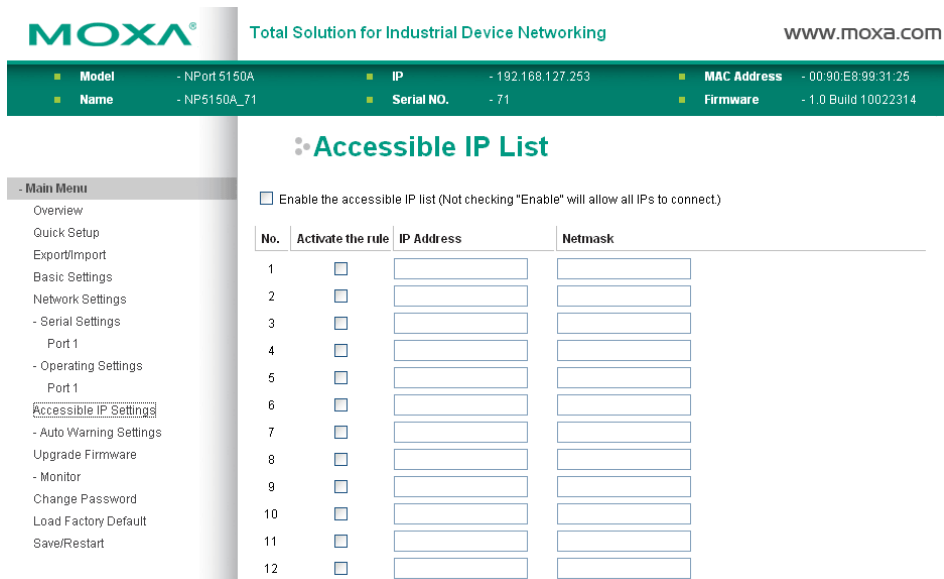 MOXA®
Total Solution for Industrial Device Networking
www.moxa.com
Model - NPort 5150A IP - 192.168.127.253 MAC Address - 00:90:E8:99:31:25
Name - NP5150A_71 Serial NO. - 71 Firmware - 1.0 Build 10022314
- Main Menu
Overview
Quick Setup
Export/Import
Basic Settings
Network Settings
- Serial Settings
Port 1
- Operating Settings
Port 1
Accessible IP Settings
- Auto Warning Settings
Upgrade Firmware
- Monitor
Change Password
Load Factory Default
Save/Restart
Accessible IP List
Enable the accessible IP list (Not checking "Enable" will allow all IPs to connect.)
No. Activate the rule IP Address Netmask
1
2
3
4
5
6
7
8
9
10
11
12